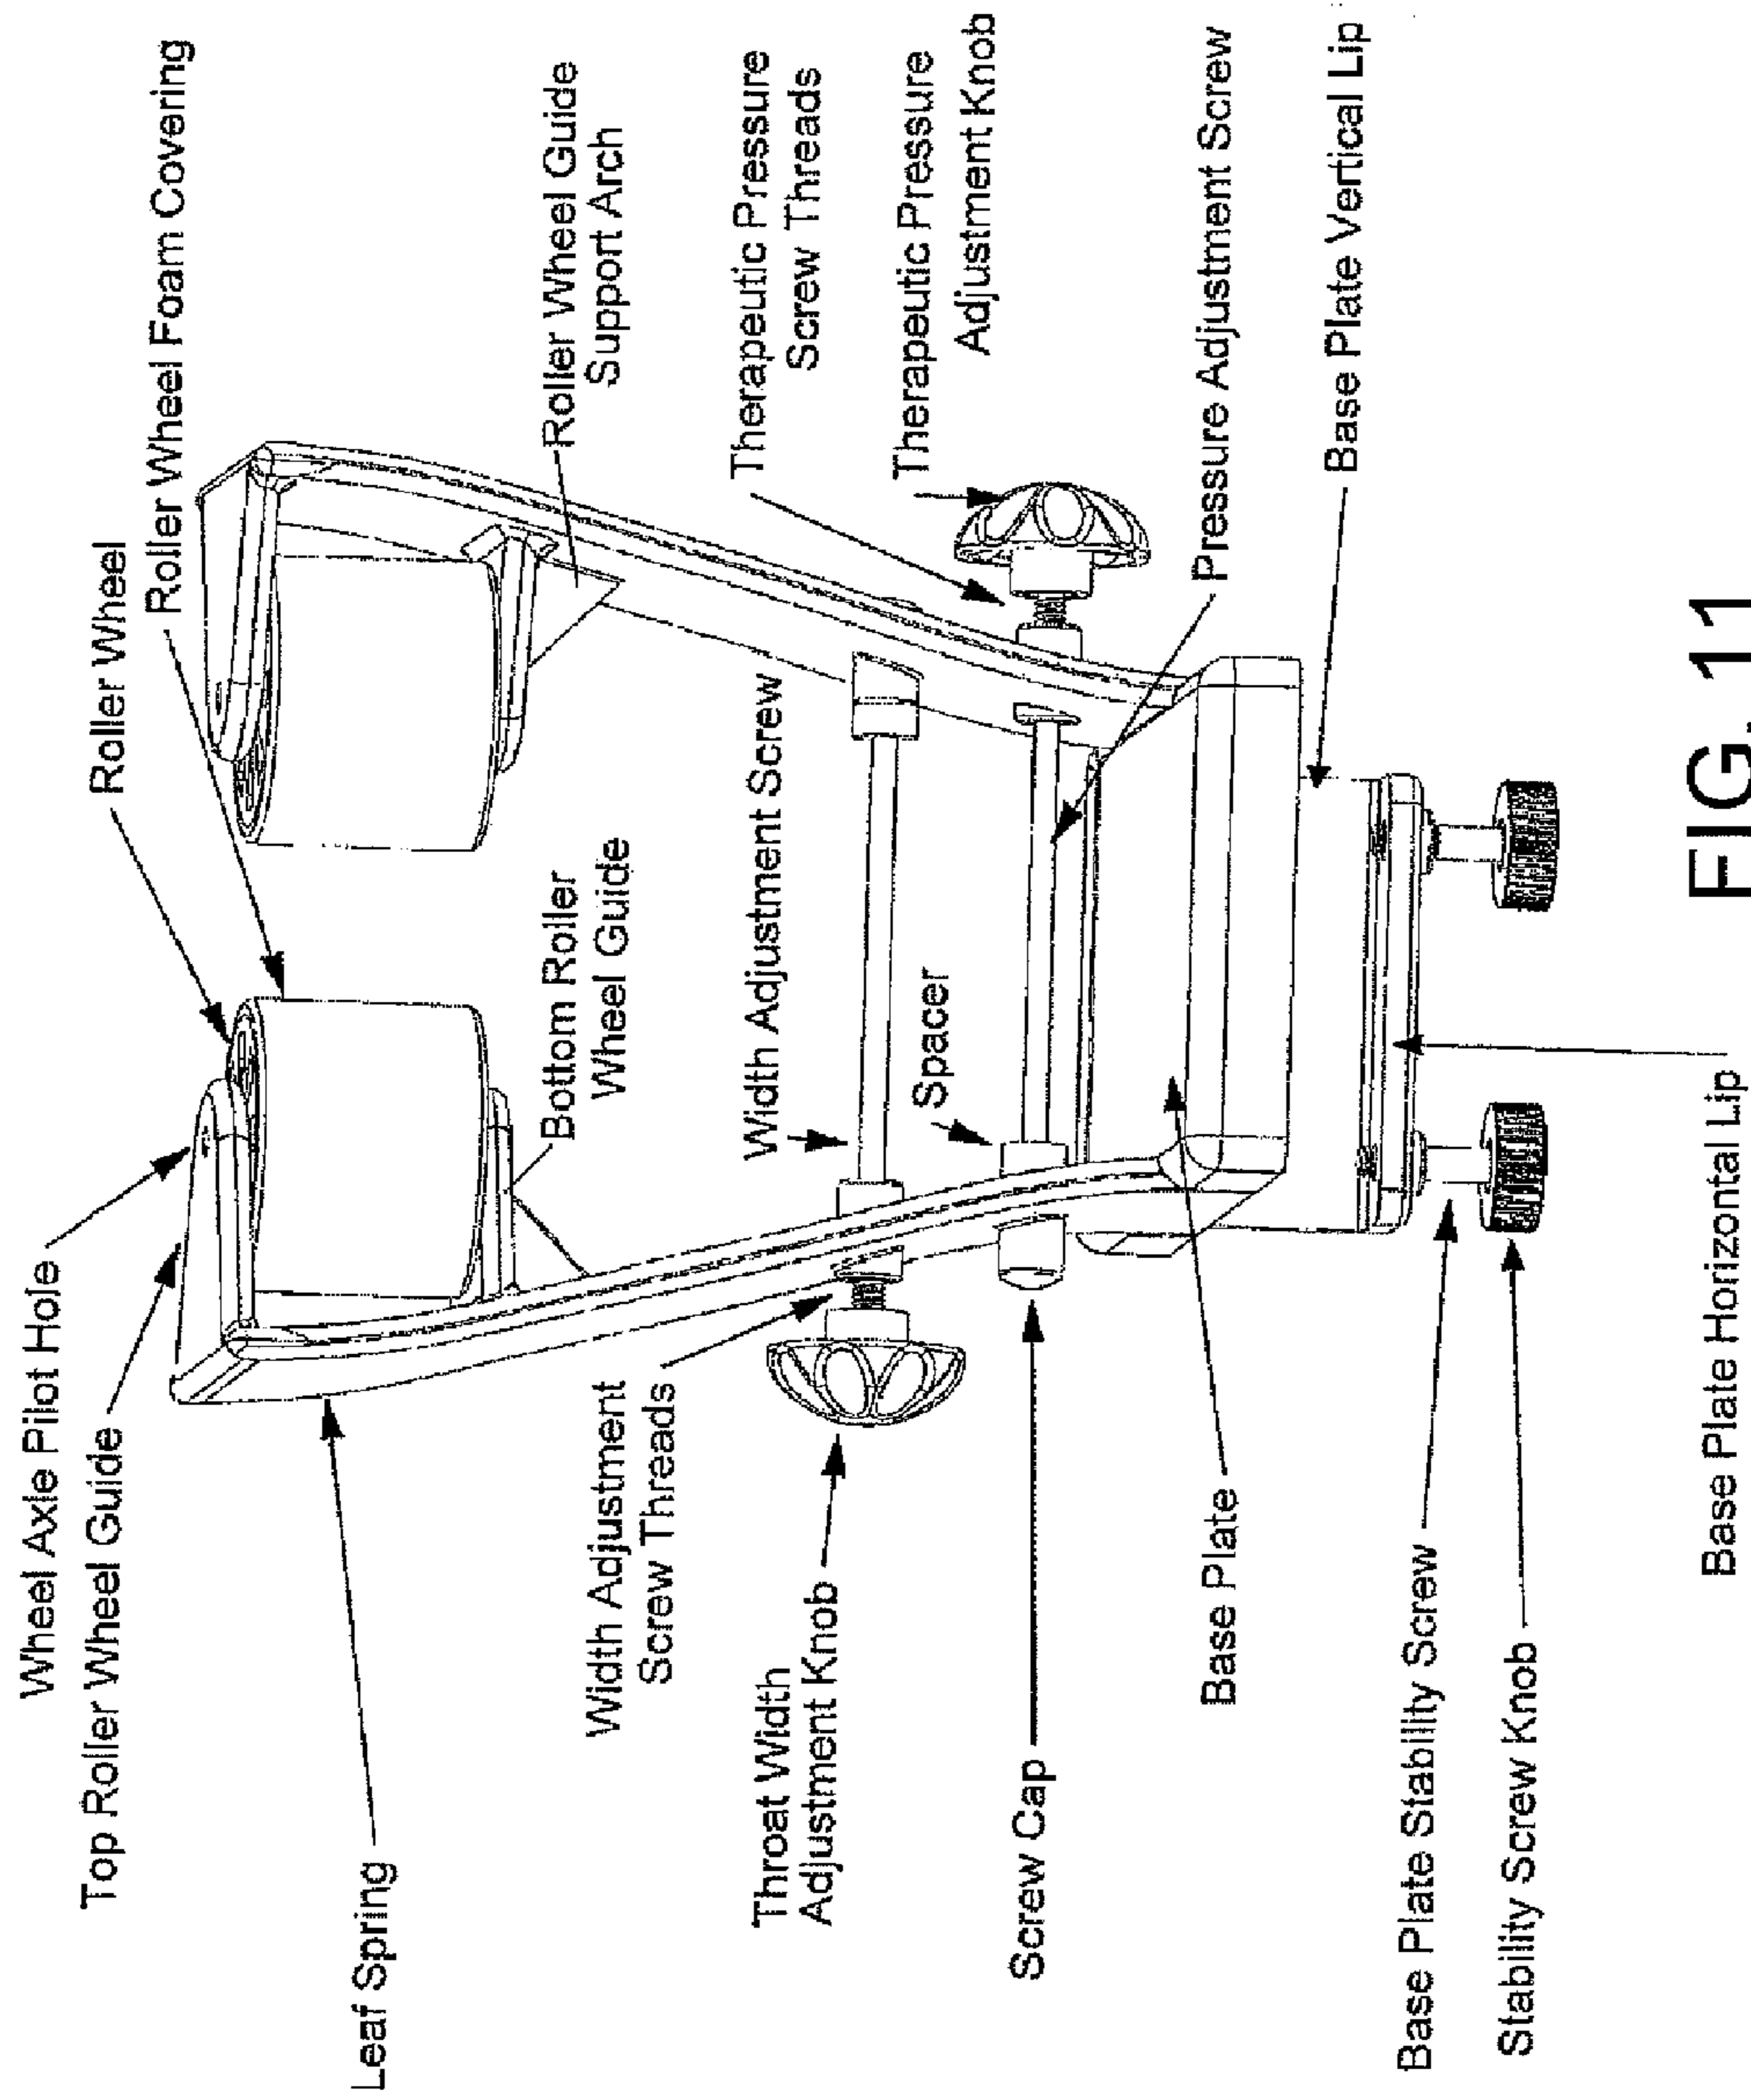 Wheel Axle Pilot Hole
Top Roller Wheel Guide
Leaf Spring
Roller Wheel
Roller Wheel Foam Covering
Bottom Roller
Wheel Guide
Roller Wheel Guide
Support Arch
Width Adjustment
Screw Threads
Width Adjustment Screw
Therapeutic Pressure
Screw Threads
Throat Width
Adjustment Knob
Spacer
Therapeutic Pressure
Adjustment Knob
Screw Cap
Pressure Adjustment Screw
Base Plate
Base Plate Vertical Lip
Base Plate Stability Screw
Stability Screw Knob
Base Plate Horizontal Lip
FIG. 11